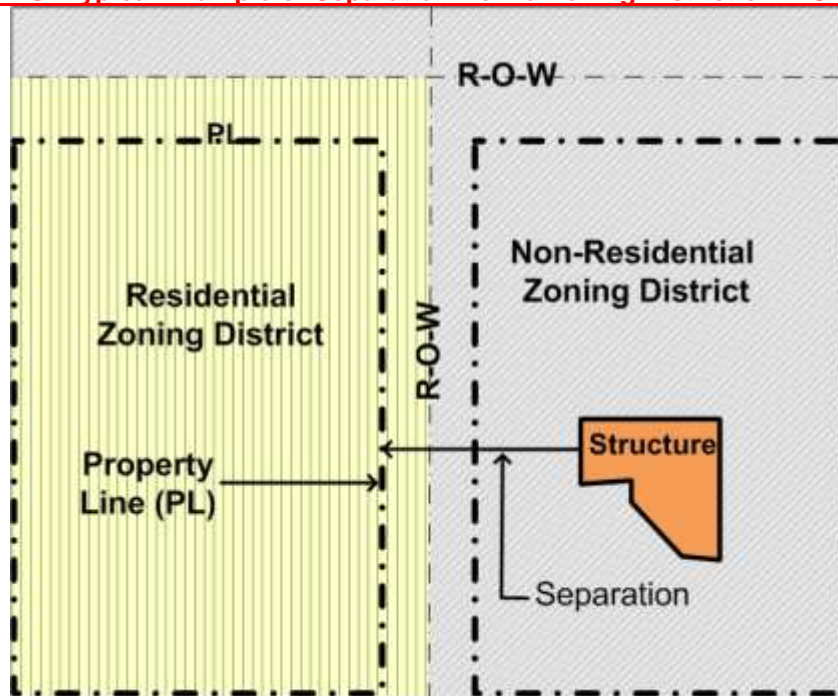 R-O-W
PL
Non-Residential
Zoning District
Residential
Zoning District
R-O-W
Structure
Property
Line (PL)
Separation